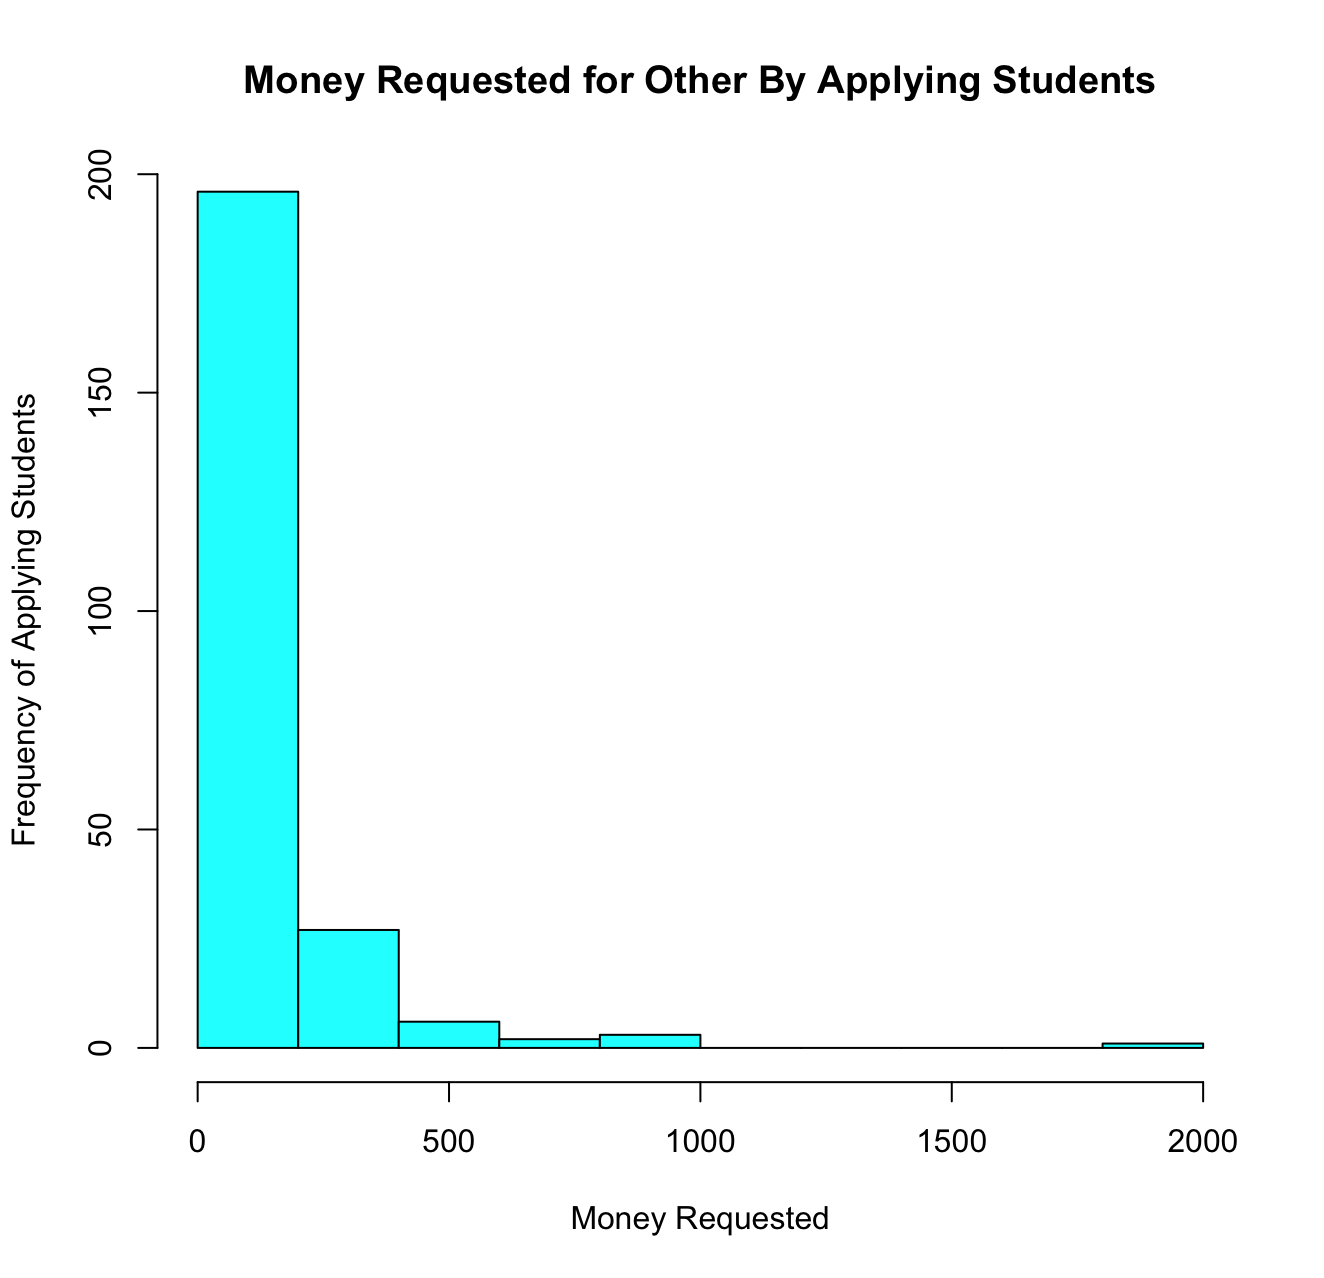 Money Requested for Other By Applying Students
Frequency of Applying Students
200
150
100
50
0
0 500 1000 1500 2000
Money Requested